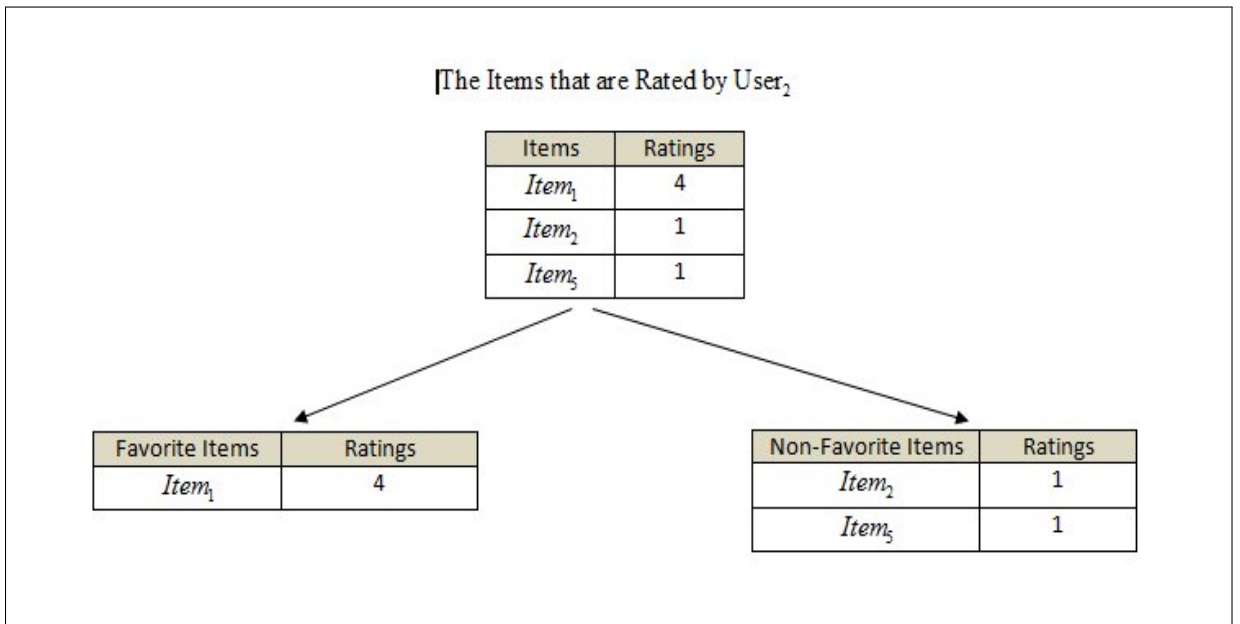 The Items that are Rated by User₂
Items Ratings
Item₁ 4
Item₂ 1
Item₅ 1
Favorite Items Ratings
Item₁ 4
Non-Favorite Items Ratings
Item₂ 1
Item₅ 1